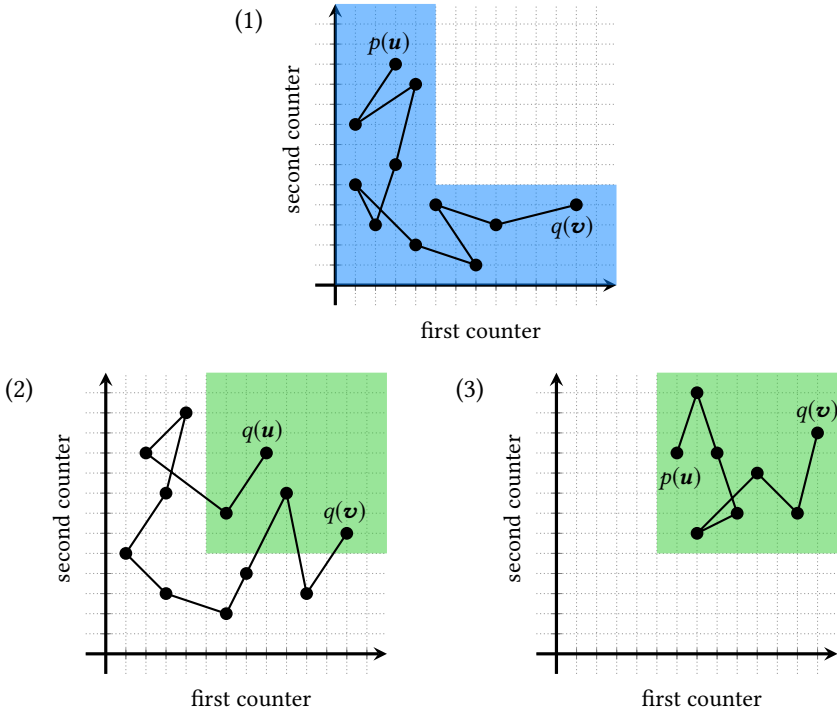 (1)
p(u)
second counter
q(v)
first counter
(2)
q(u)
second counter
q(v)
first counter
(3)
q(v)
p(u)
second counter
first counter